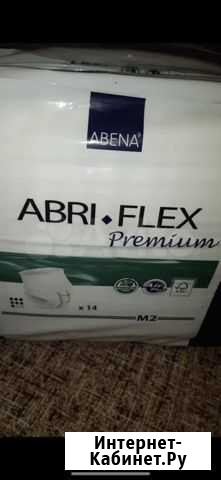 ABENA®
ABRI•FLEX
Premium
x 14
M2
Интернет-
Кабинет.Ру